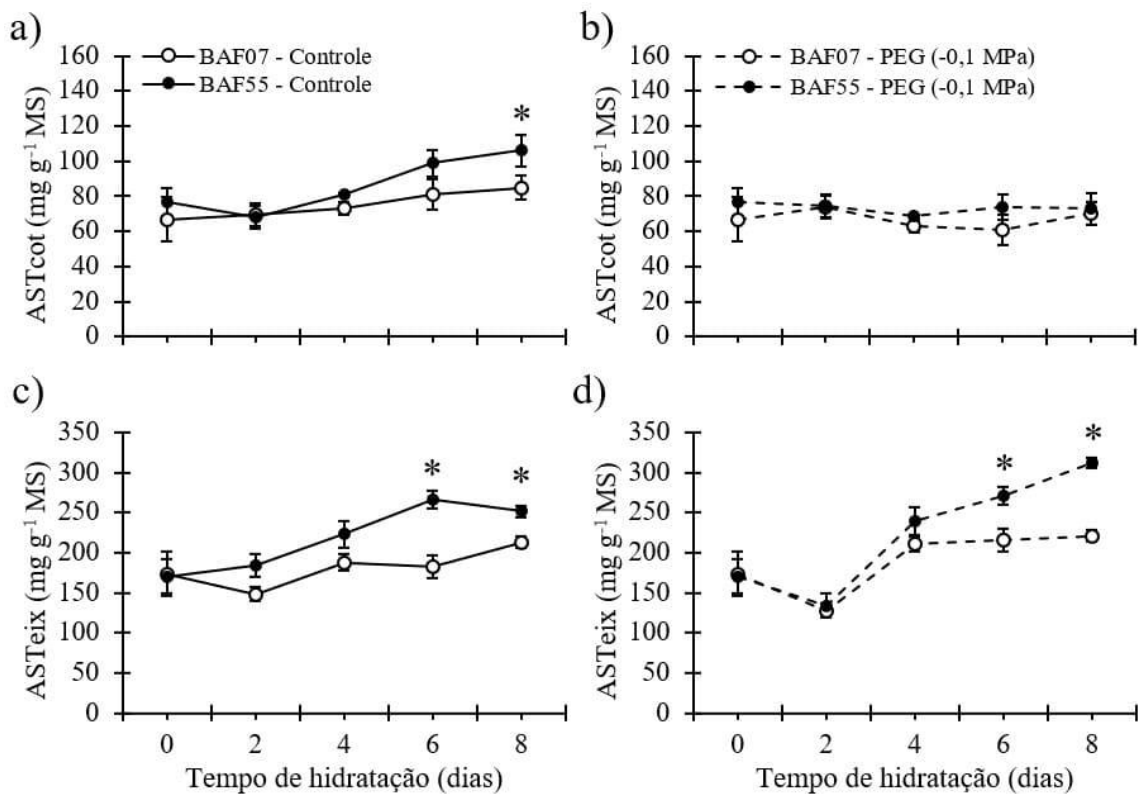 a)
160
140
120
100
80
60
40
20
0
ASTcot (mg g⁻¹ MS)
BAF07 - Controle
BAF55 - Controle
*
b)
160
140
120
100
80
60
40
20
0
ASTcot (mg g⁻¹ MS)
BAF07 - PEG (-0,1 MPa)
BAF55 - PEG (-0,1 MPa)
c)
350
300
250
200
150
100
50
0
ASTeix (mg g⁻¹ MS)
* *
0 2 4 6 8
Tempo de hidratação (dias)
d)
350
300
250
200
150
100
50
0
ASTeix (mg g⁻¹ MS)
* *
0 2 4 6 8
Tempo de hidratação (dias)